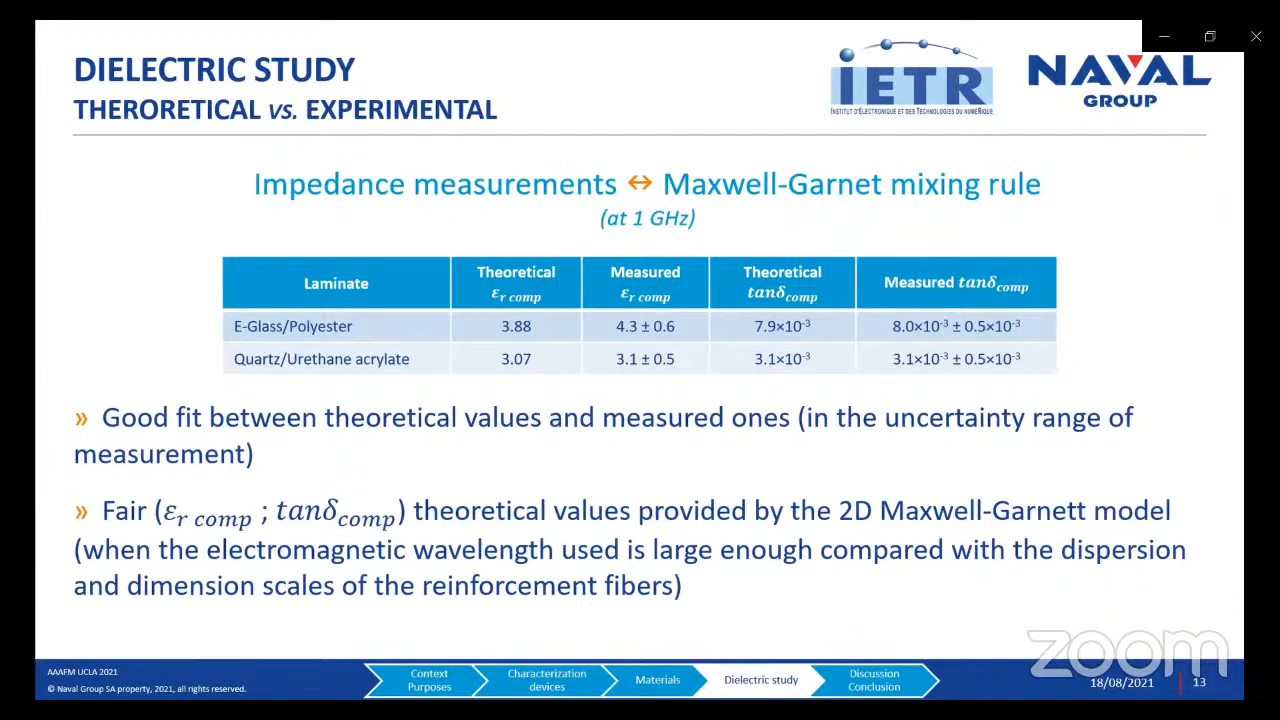 DIELECTRIC STUDY
THERORETICAL vs. EXPERIMENTAL
iETR
INSTITUT D'ÉLECTRONIQUE ET DES TECHNOLOGIES DU NUMÉRIQUE
NAVAL
GROUP
Impedance measurements ↔ Maxwell-Garnet mixing rule
(at 1 GHz)
Laminate | Theoretical εr comp | Measured εr comp | Theoretical tanδcomp | Measured tanδcomp
E-Glass/Polyester | 3.88 | 4.3 ± 0.6 | 7.9×10⁻³ | 8.0×10⁻³ ± 0.5×10⁻³
Quartz/Urethane acrylate | 3.07 | 3.1 ± 0.5 | 3.1×10⁻³ | 3.1×10⁻³ ± 0.5×10⁻³
» Good fit between theoretical values and measured ones (in the uncertainty range of
measurement)
» Fair (εr comp ; tanδcomp) theoretical values provided by the 2D Maxwell-Garnett model
(when the electromagnetic wavelength used is large enough compared with the dispersion
and dimension scales of the reinforcement fibers)
zoom
AAAFM UCLA 2021
© Naval Group SA property, 2021, all rights reserved.
Context
Purposes
Characterization
devices
Materials
Dielectric study
Discussion
Conclusion
18/08/2021 | 13